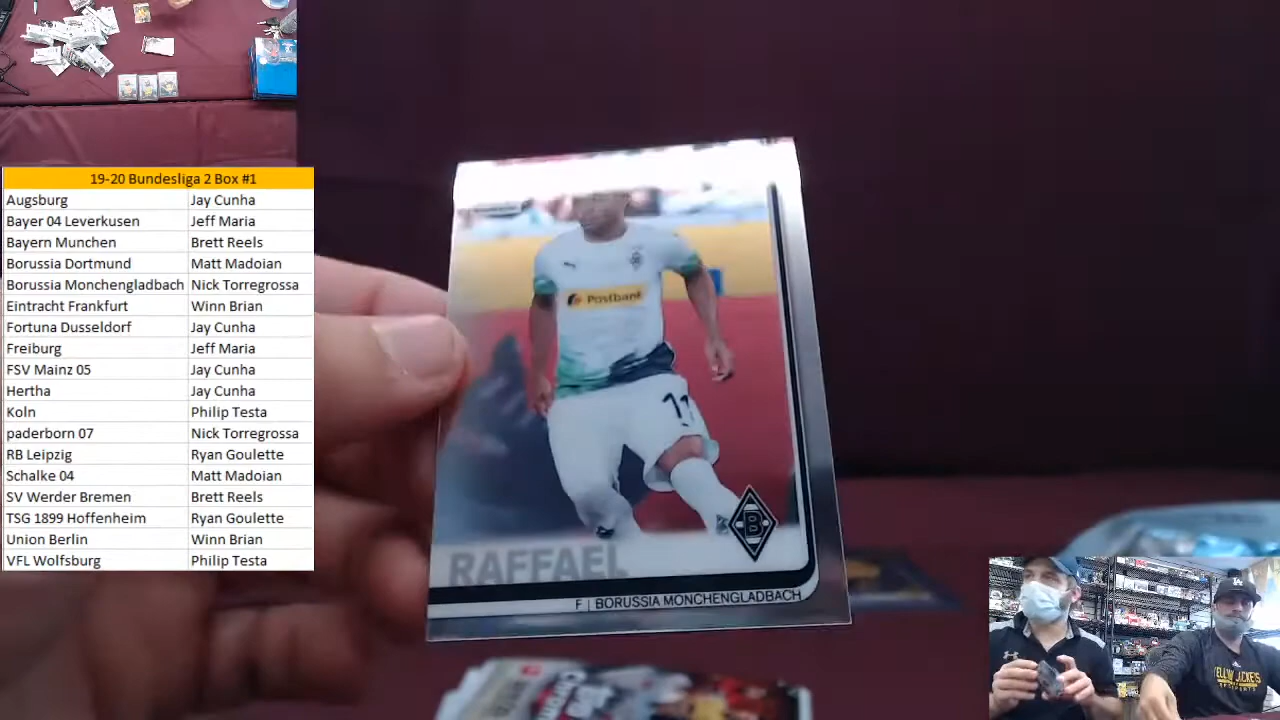 19-20 Bundesliga 2 Box #1
Augsburg Jay Cunha
Bayer 04 Leverkusen Jeff Maria
Bayern Munchen Brett Reels
Borussia Dortmund Matt Madoian
Borussia Monchengladbach Nick Torregrossa
Eintracht Frankfurt Winn Brian
Fortuna Dusseldorf Jay Cunha
Freiburg Jeff Maria
FSV Mainz 05 Jay Cunha
Hertha Jay Cunha
Koln Philip Testa
paderborn 07 Nick Torregrossa
RB Leipzig Ryan Goulette
Schalke 04 Matt Madoian
SV Werder Bremen Brett Reels
TSG 1899 Hoffenheim Ryan Goulette
Union Berlin Winn Brian
VFL Wolfsburg Philip Testa
Postbank
11
B
RAFFAEL
F | BORUSSIA MONCHENGLADBACH
LA